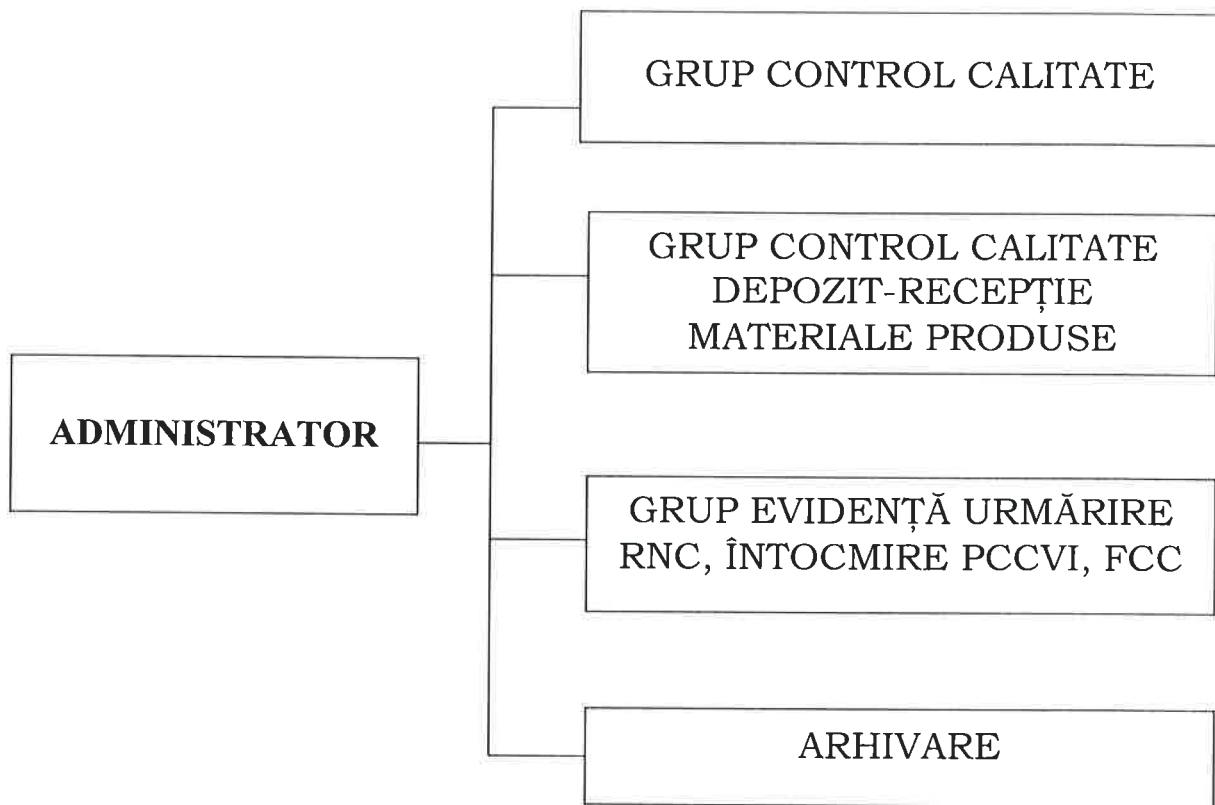 GRUP CONTROL CALITATE
GRUP CONTROL CALITATE
DEPOZIT-RECEPȚIE
MATERIALE PRODUSE
ADMINISTRATOR
GRUP EVIDENȚĂ URMĂRIRE
RNC, ÎNTOCMIRE PCCVI, FCC
ARHIVARE